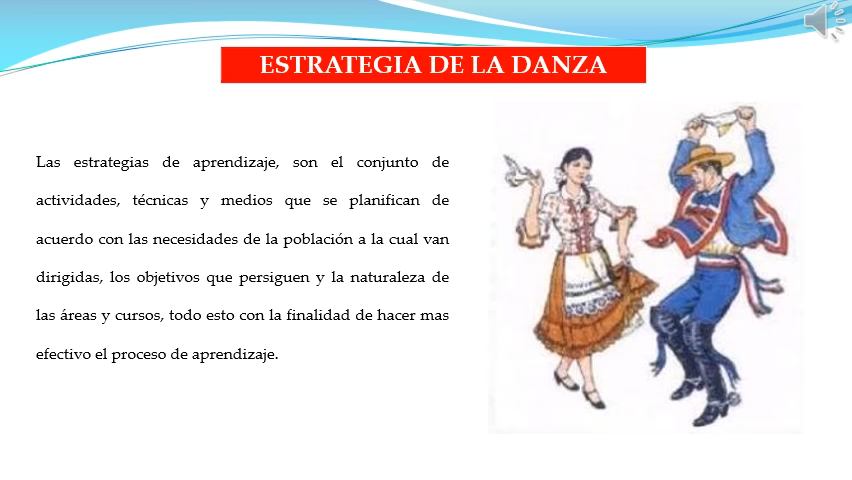 ESTRATEGIA DE LA DANZA
Las estrategias de aprendizaje, son el conjunto de
actividades, técnicas y medios que se planifican de
acuerdo con las necesidades de la población a la cual van
dirigidas, los objetivos que persiguen y la naturaleza de
las áreas y cursos, todo esto con la finalidad de hacer mas
efectivo el proceso de aprendizaje.